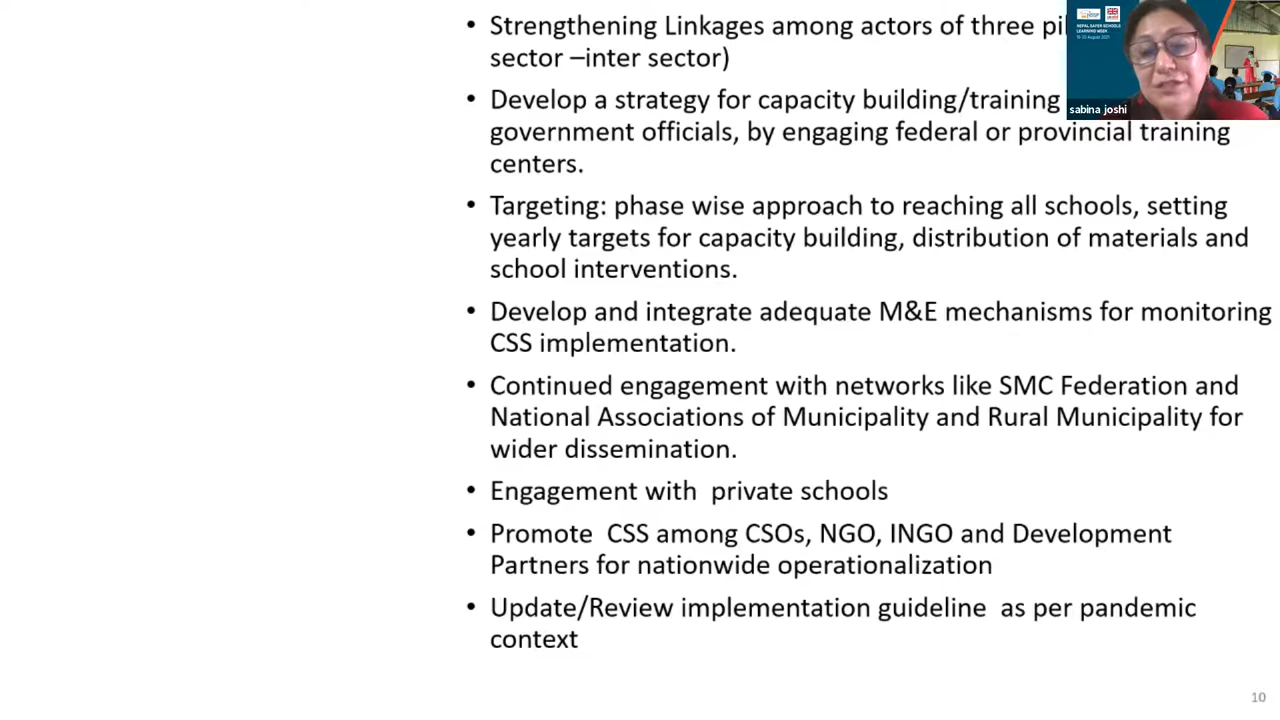 • Strengthening Linkages among actors of three
sector –inter sector)
• Develop a strategy for capacity building/training
government officials, by engaging federal or provincial training
centers.
• Targeting: phase wise approach to reaching all schools, setting
yearly targets for capacity building, distribution of materials and
school interventions.
• Develop and integrate adequate M&E mechanisms for monitoring
CSS implementation.
• Continued engagement with networks like SMC Federation and
National Associations of Municipality and Rural Municipality for
wider dissemination.
• Engagement with  private schools
• Promote  CSS among CSOs, NGO, INGO and Development
Partners for nationwide operationalization
• Update/Review implementation guideline  as per pandemic
context
10
NEPAL SAFER SCHOOLS
LEARNING WEEK
sabina joshi